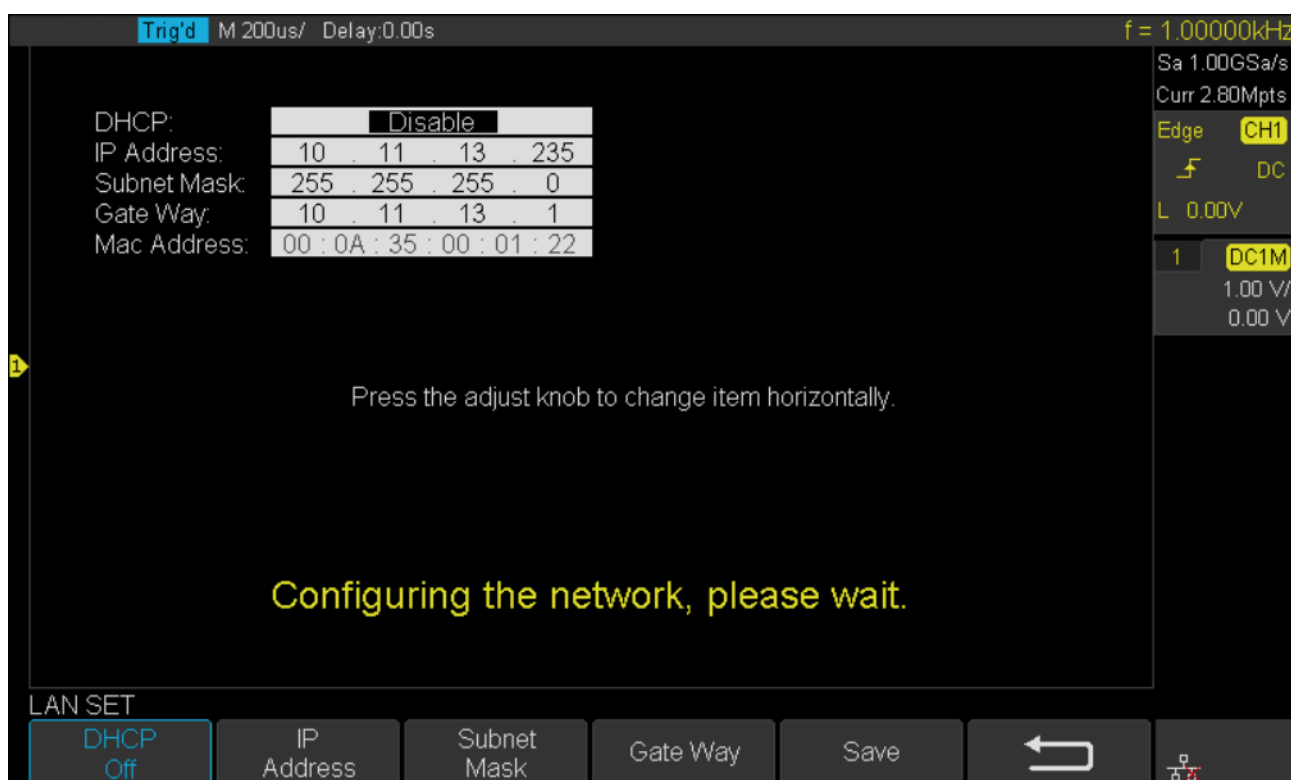 Trig'd M 200us/ Delay:0.00s f = 1.00000kHz
Sa 1.00GSa/s
Curr 2.80Mpts
Edge CH1
DC
L 0.00V
1 DC1M
1.00 V/
0.00 V
DHCP: Disable
IP Address: 10 . 11 . 13 . 235
Subnet Mask: 255 . 255 . 255 . 0
Gate Way: 10 . 11 . 13 . 1
Mac Address: 00 : 0A : 35 : 00 : 01 : 22
1
Press the adjust knob to change item horizontally.
Configuring the network, please wait.
LAN SET
DHCP
Off
IP
Address
Subnet
Mask
Gate Way
Save